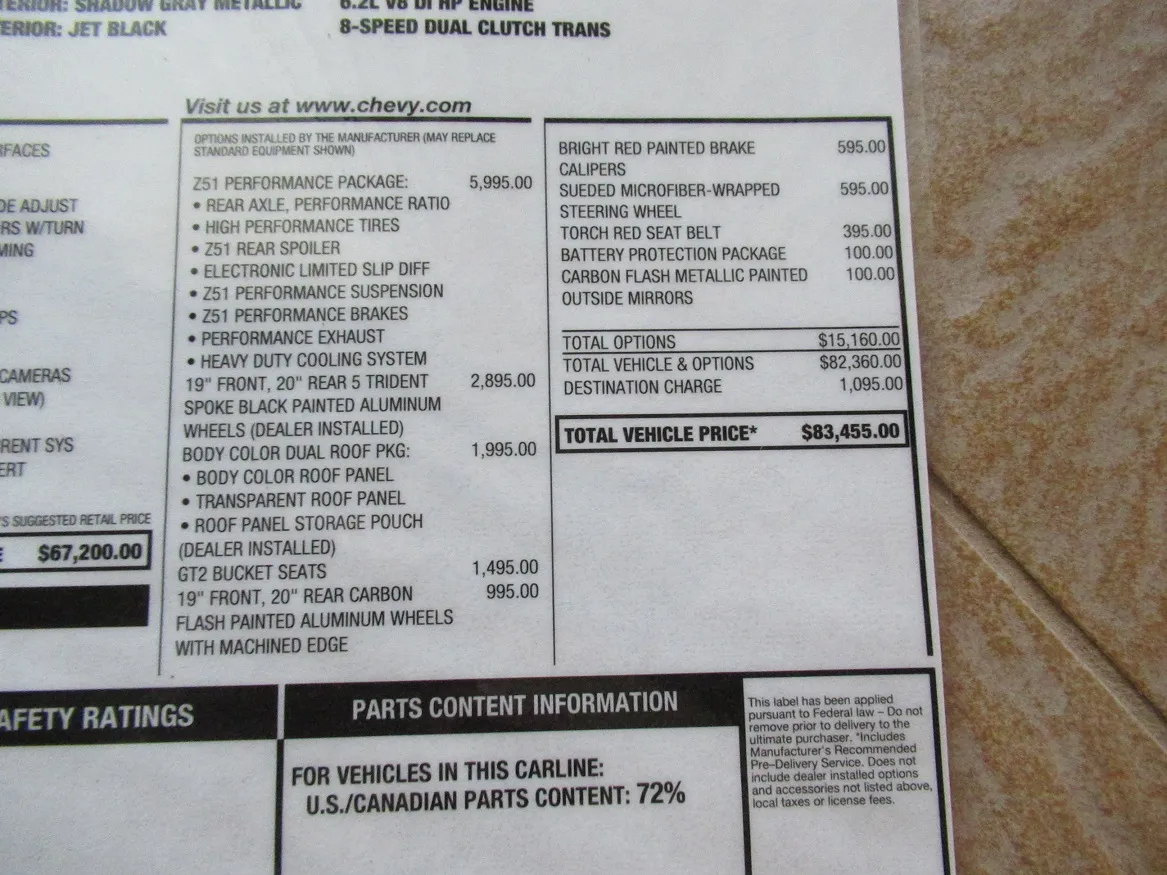 TERIOR: SHADOW GRAY METALLIC
ERIOR: JET BLACK
6.2L V8 DI HP ENGINE
8-SPEED DUAL CLUTCH TRANS
Visit us at www.chevy.com
RFACES
DE ADJUST
RS W/TURN
MING
PS
CAMERAS
VIEW)
RENT SYS
ERT
'S SUGGESTED RETAIL PRICE
E $67,200.00
OPTIONS INSTALLED BY THE MANUFACTURER (MAY REPLACE
STANDARD EQUIPMENT SHOWN)
Z51 PERFORMANCE PACKAGE: 5,995.00
• REAR AXLE, PERFORMANCE RATIO
• HIGH PERFORMANCE TIRES
• Z51 REAR SPOILER
• ELECTRONIC LIMITED SLIP DIFF
• Z51 PERFORMANCE SUSPENSION
• Z51 PERFORMANCE BRAKES
• PERFORMANCE EXHAUST
• HEAVY DUTY COOLING SYSTEM
19" FRONT, 20" REAR 5 TRIDENT 2,895.00
SPOKE BLACK PAINTED ALUMINUM
WHEELS (DEALER INSTALLED)
BODY COLOR DUAL ROOF PKG: 1,995.00
• BODY COLOR ROOF PANEL
• TRANSPARENT ROOF PANEL
• ROOF PANEL STORAGE POUCH
(DEALER INSTALLED)
GT2 BUCKET SEATS 1,495.00
19" FRONT, 20" REAR CARBON 995.00
FLASH PAINTED ALUMINUM WHEELS
WITH MACHINED EDGE
BRIGHT RED PAINTED BRAKE 595.00
CALIPERS
SUEDED MICROFIBER-WRAPPED 595.00
STEERING WHEEL
TORCH RED SEAT BELT 395.00
BATTERY PROTECTION PACKAGE 100.00
CARBON FLASH METALLIC PAINTED 100.00
OUTSIDE MIRRORS
TOTAL OPTIONS $15,160.00
TOTAL VEHICLE & OPTIONS $82,360.00
DESTINATION CHARGE 1,095.00
TOTAL VEHICLE PRICE* $83,455.00
AFETY RATINGS
PARTS CONTENT INFORMATION
FOR VEHICLES IN THIS CARLINE:
U.S./CANADIAN PARTS CONTENT: 72%
This label has been applied
pursuant to Federal law – Do not
remove prior to delivery to the
ultimate purchaser. *Includes
Manufacturer's Recommended
Pre-Delivery Service. Does not
include dealer installed options
and accessories not listed above,
local taxes or license fees.